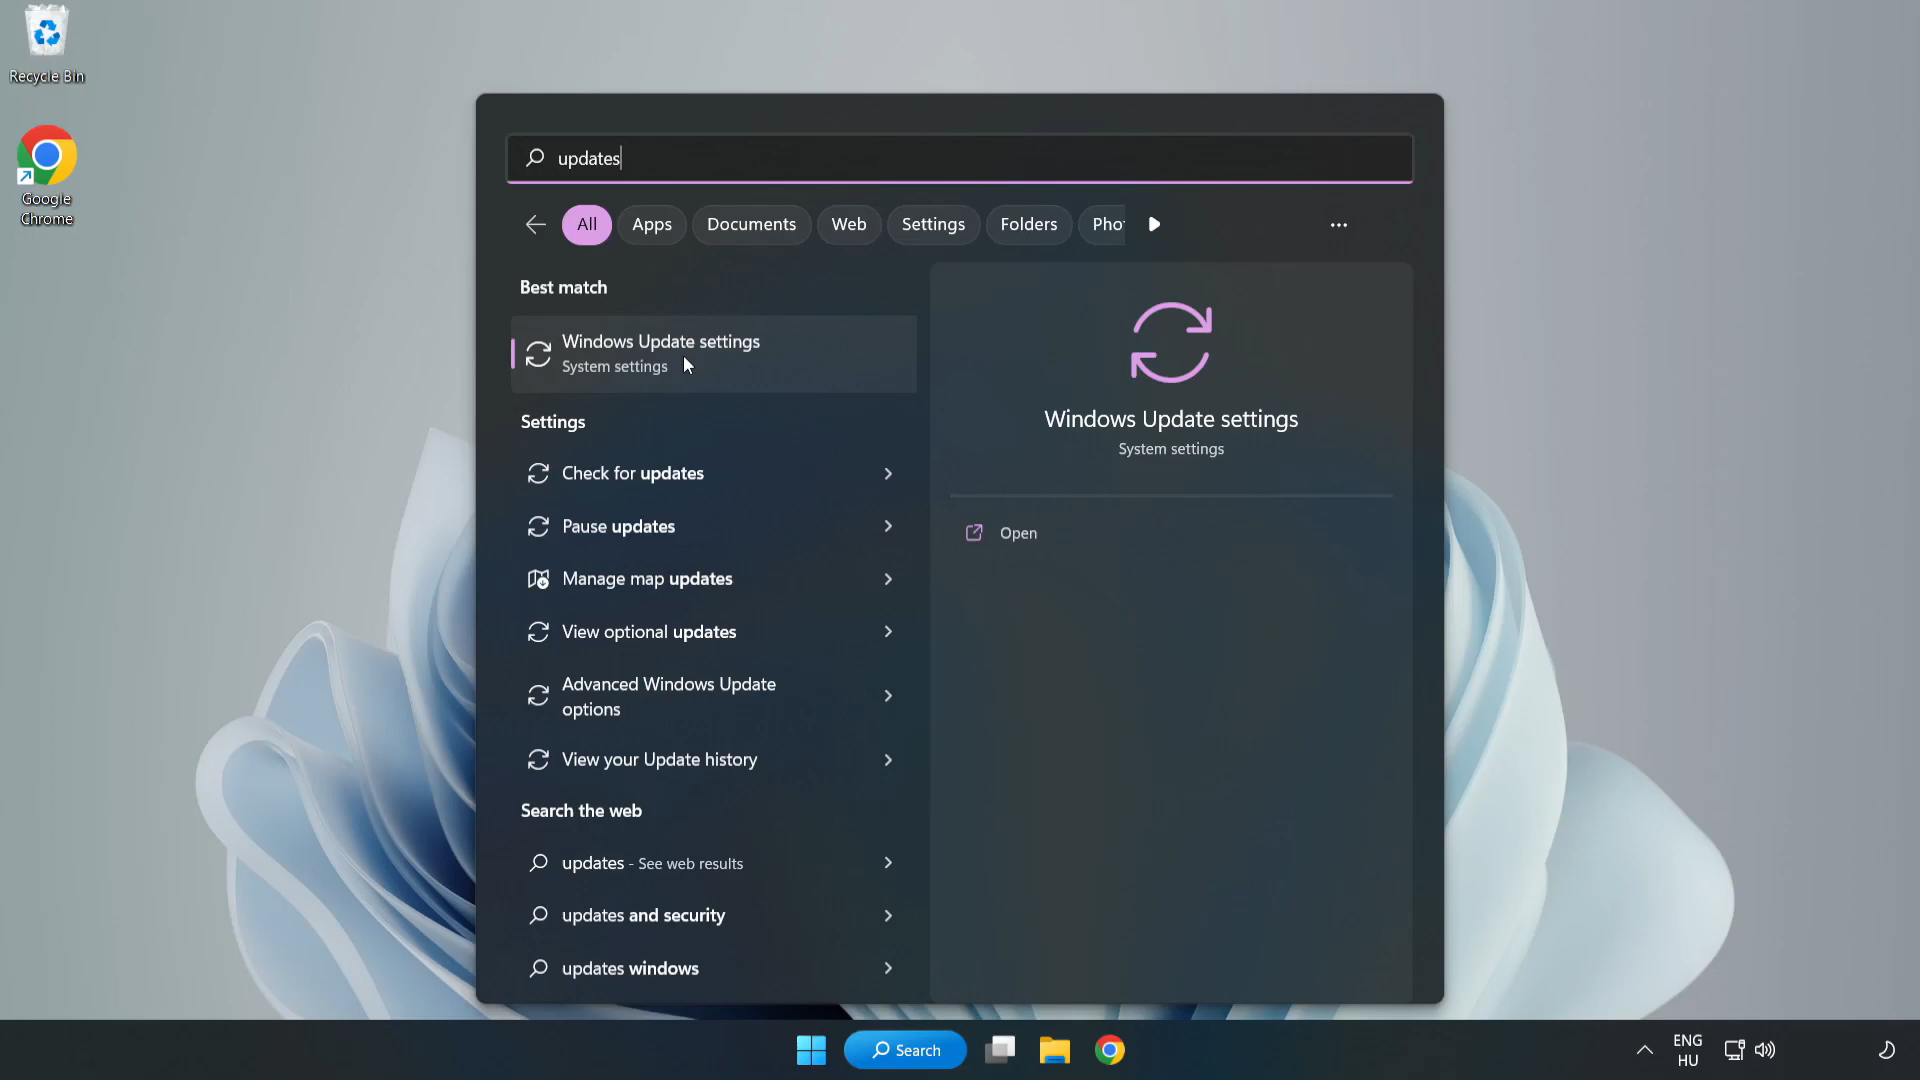 Recycle Bin
Google
Chrome
updates
All
Apps
Documents
Web
Settings
Folders
Pho
Best match
Windows Update settings
System settings
Settings
Check for updates
Pause updates
Manage map updates
View optional updates
Advanced Windows Update
options
View your Update history
Search the web
updates - See web results
updates and security
updates windows
Windows Update settings
System settings
Open
Search
ENG
HU